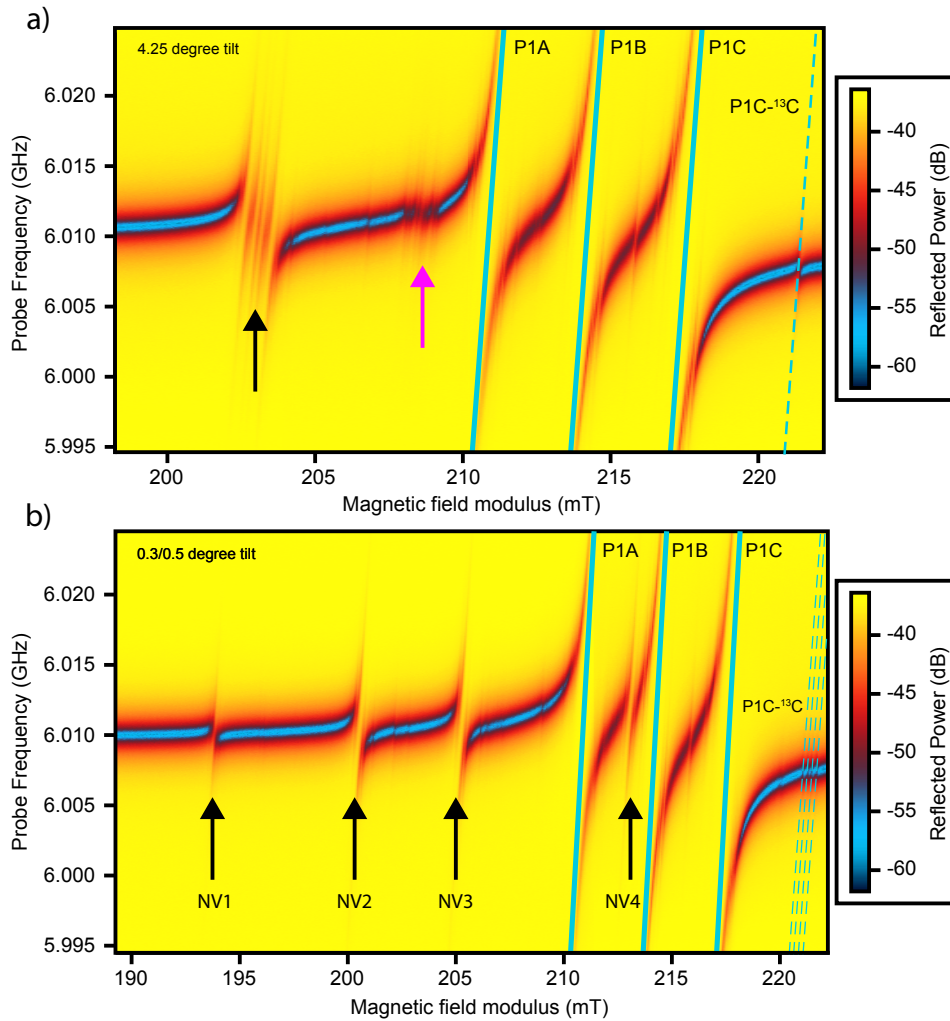 a)
4.25 degree tilt
P1A
P1B
P1C
P1C-¹³C
6.020
6.015
6.010
6.005
6.000
5.995
Probe Frequency (GHz)
200
205
210
215
220
Magnetic field modulus (mT)
-40
-45
-50
-55
-60
Reflected Power (dB)
b)
0.3/0.5 degree tilt
P1A
P1B
P1C
P1C-¹³C
6.020
6.015
6.010
6.005
6.000
5.995
Probe Frequency (GHz)
NV1
NV2
NV3
NV4
190
195
200
205
210
215
220
Magnetic field modulus (mT)
-40
-45
-50
-55
-60
Reflected Power (dB)